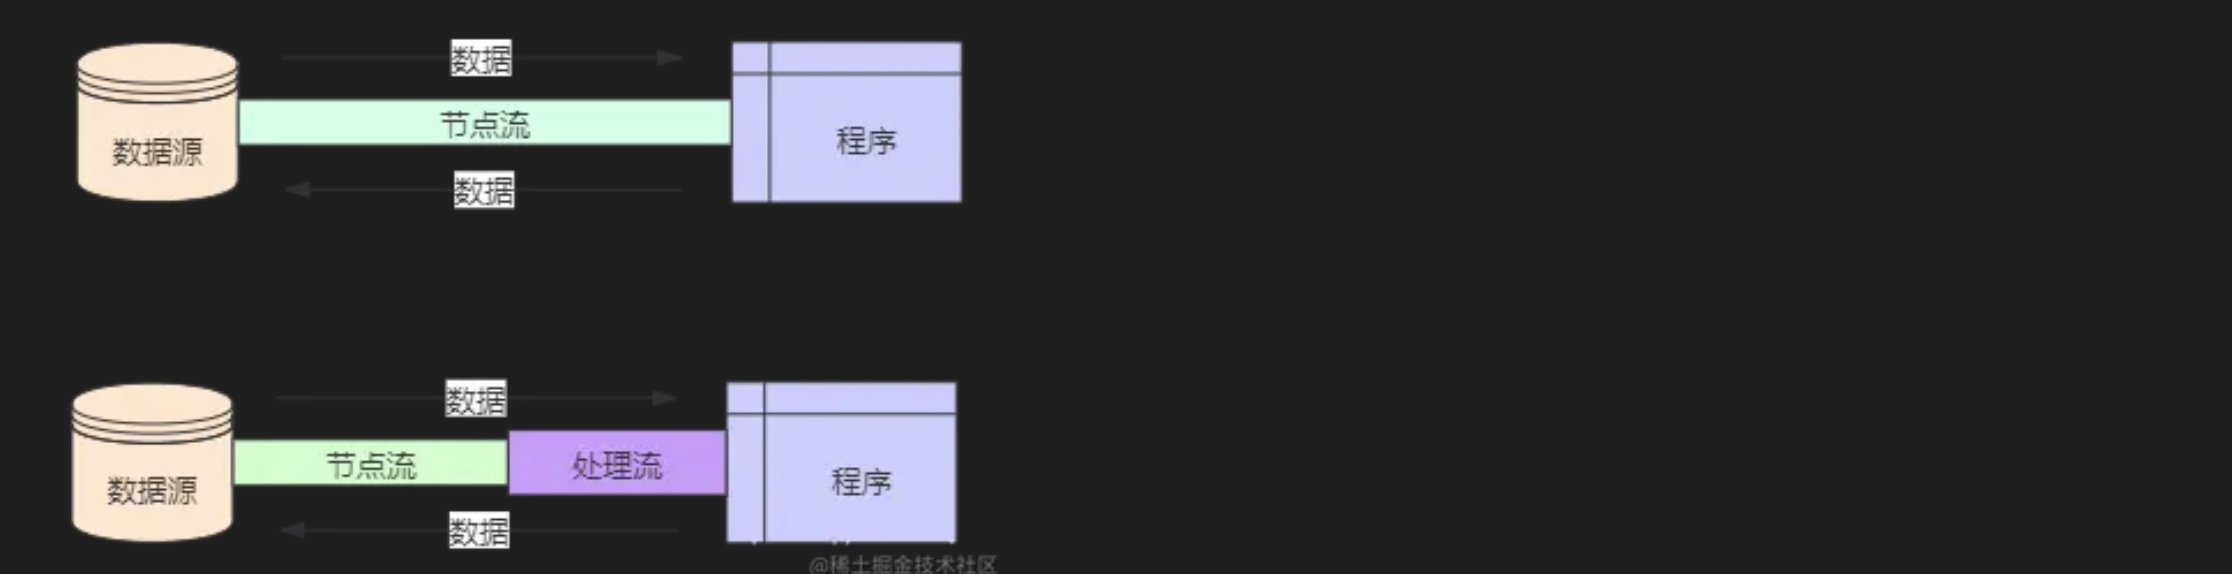 数据
节点流
数据源
程序
数据
数据
节点流
处理流
数据源
程序
数据
@稀土掘金技术社区